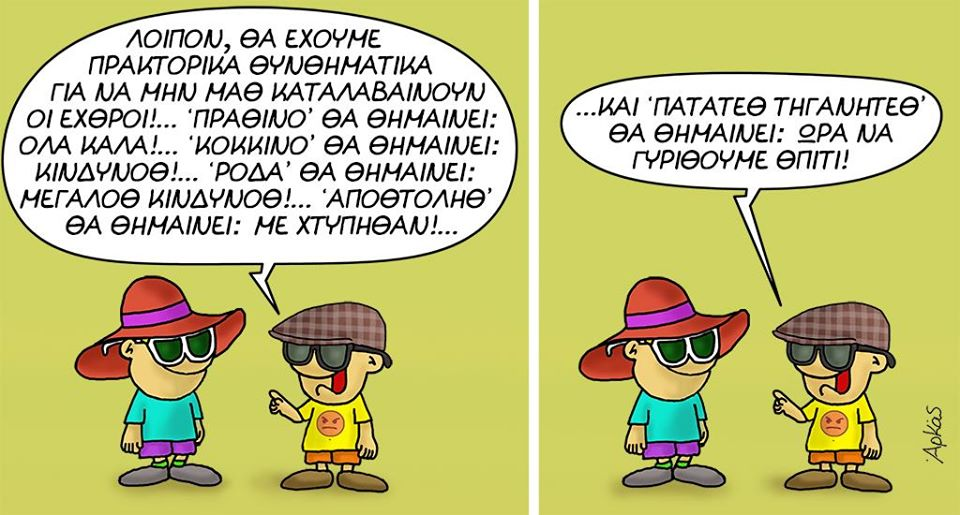 ΛΟΙΠΟΝ, ΘΑ ΕΧΟΥΜΕ
ΠΡΑΚΤΟΡΙΚΑ ΘΥΝΘΗΜΑΤΙΚΑ
ΓΙΑ ΝΑ ΜΗΝ ΜΑΘ ΚΑΤΑΛΑΒΑΙΝΟΥΝ
ΟΙ ΕΧΘΡΟΙ!... ‘ΠΡΑΘΙΝΟ’ ΘΑ ΘΗΜΑΙΝΕΙ:
ΟΛΑ ΚΑΛΑ!... ‘ΚΟΚΚΙΝΟ’ ΘΑ ΘΗΜΑΙΝΕΙ:
ΚΙΝΔΥΝΟΘ!... ‘ΡΟΔΑ’ ΘΑ ΘΗΜΑΙΝΕΙ:
ΜΕΓΑΛΟΘ ΚΙΝΔΥΝΟΘ!... ‘ΑΠΟΘΤΟΛΗΘ’
ΘΑ ΘΗΜΑΙΝΕΙ: ΜΕ ΧΤΥΠΗΘΑΝ!...
...ΚΑΙ ‘ΠΑΤΑΤΕΘ ΤΗΓΑΝΗΤΕΘ’
ΘΑ ΘΗΜΑΙΝΕΙ: ΩΡΑ ΝΑ
ΓΥΡΙΘΟΥΜΕ ΘΠΙΤΙ!
Αρκάς